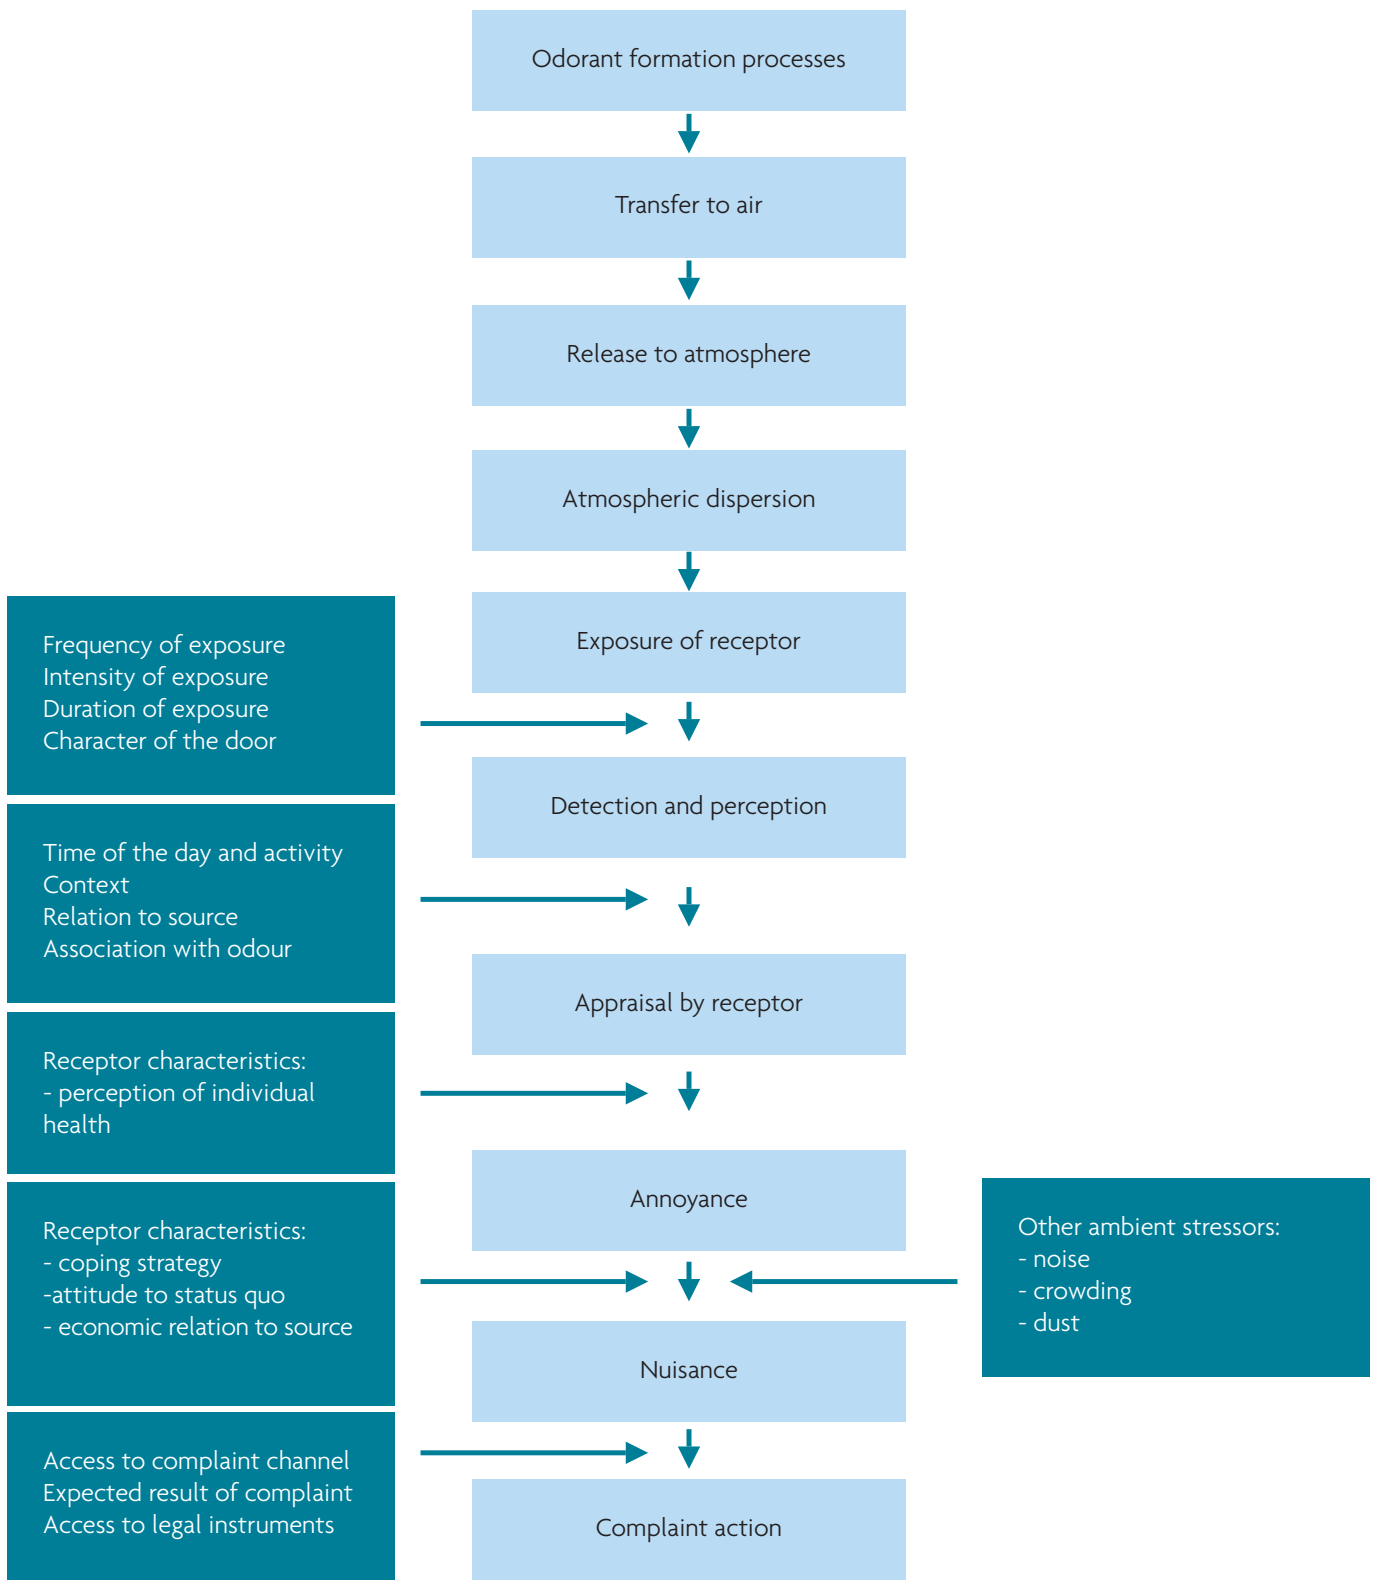 Odorant formation processes
Transfer to air
Release to atmosphere
Atmospheric dispersion
Exposure of receptor
Frequency of exposure
Intensity of exposure
Duration of exposure
Character of the door
Detection and perception
Time of the day and activity
Context
Relation to source
Association with odour
Appraisal by receptor
Receptor characteristics:
- perception of individual
health
Annoyance
Receptor characteristics:
- coping strategy
-attitude to status quo
- economic relation to source
Other ambient stressors:
- noise
- crowding
- dust
Nuisance
Access to complaint channel
Expected result of complaint
Access to legal instruments
Complaint action